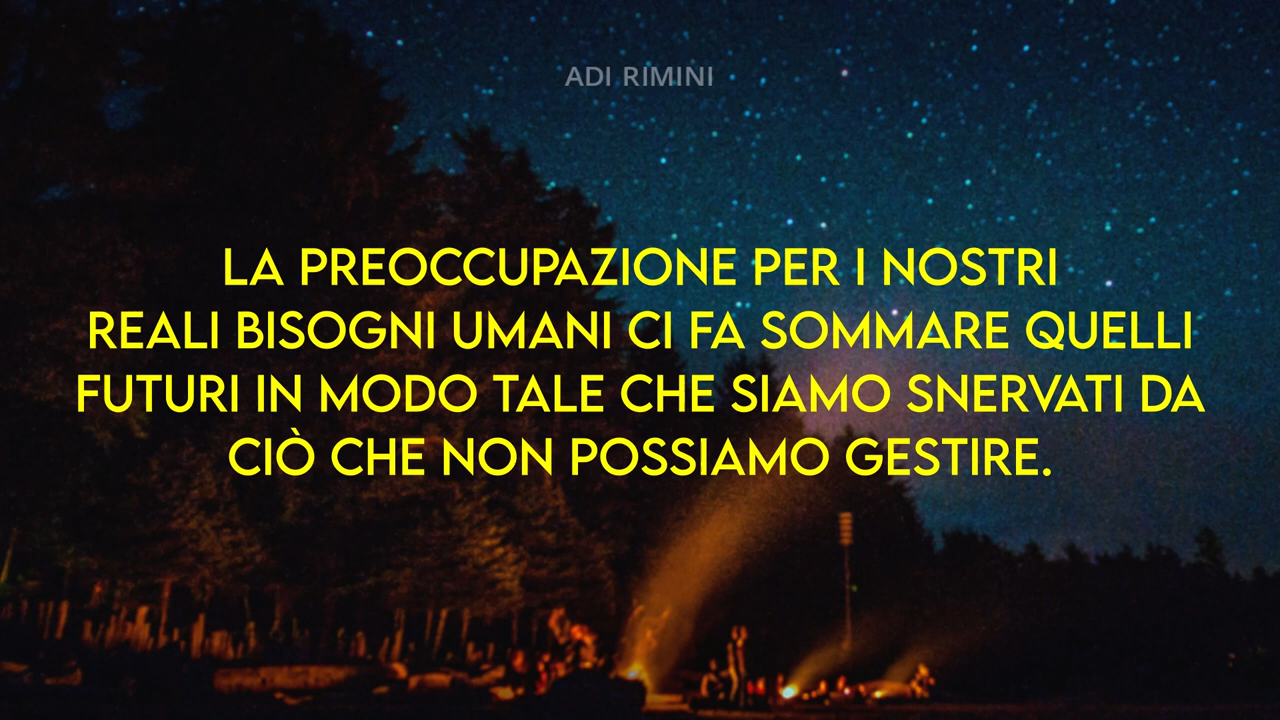 ADI RIMINI
LA PREOCCUPAZIONE PER I NOSTRI
REALI BISOGNI UMANI CI FA SOMMARE QUELLI
FUTURI IN MODO TALE CHE SIAMO SNERVATI DA
CIÒ CHE NON POSSIAMO GESTIRE.